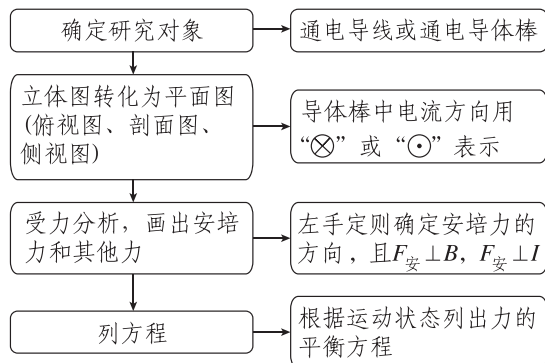 确定研究对象
通电导线或通电导体棒
立体图转化为平面图
(俯视图、剖面图、
侧视图)
导体棒中电流方向用
“⊗”或“⊙”表示
受力分析，画出安培
力和其他力
左手定则确定安培力的
方向，且F安⊥B，F安⊥I
列方程
根据运动状态列出力的
平衡方程